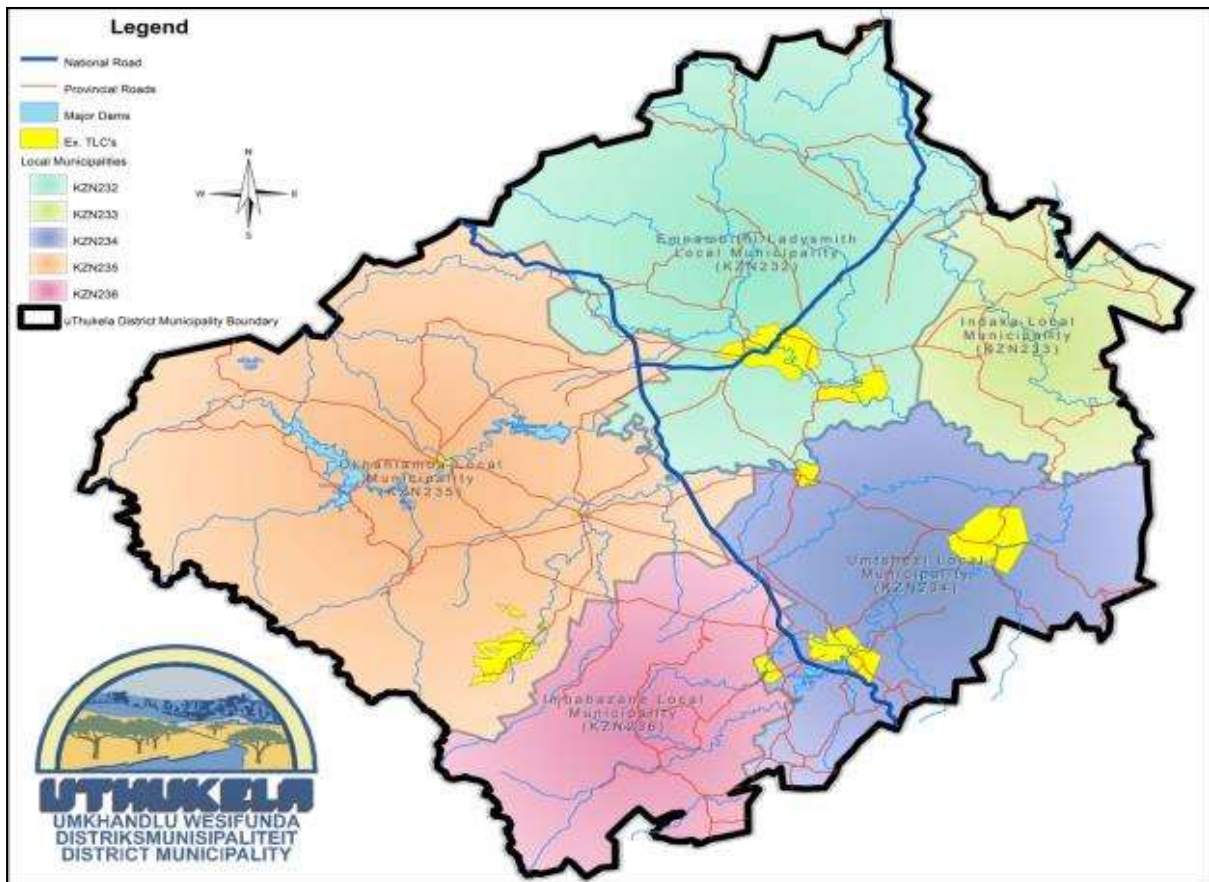 Legend
National Road
Provincial Roads
Major Dams
Ex. TLC's
Local Municipalities
KZN232
KZN233
KZN234
KZN235
KZN236
uThukela District Municipality Boundary
N
W
E
S
Emnambithi/Ladysmith
Local Municipality
(KZN232)
Indaka Local
Municipality
(KZN233)
Okhahlamba Local
Municipality
(KZN235)
Umtshezi Local
Municipality
(KZN234)
Imbabazane Local
Municipality
(KZN236)
UTHUKELA
UMKHANDLU WESIFUNDA
DISTRIKSMUNISIPALITEIT
DISTRICT MUNICIPALITY